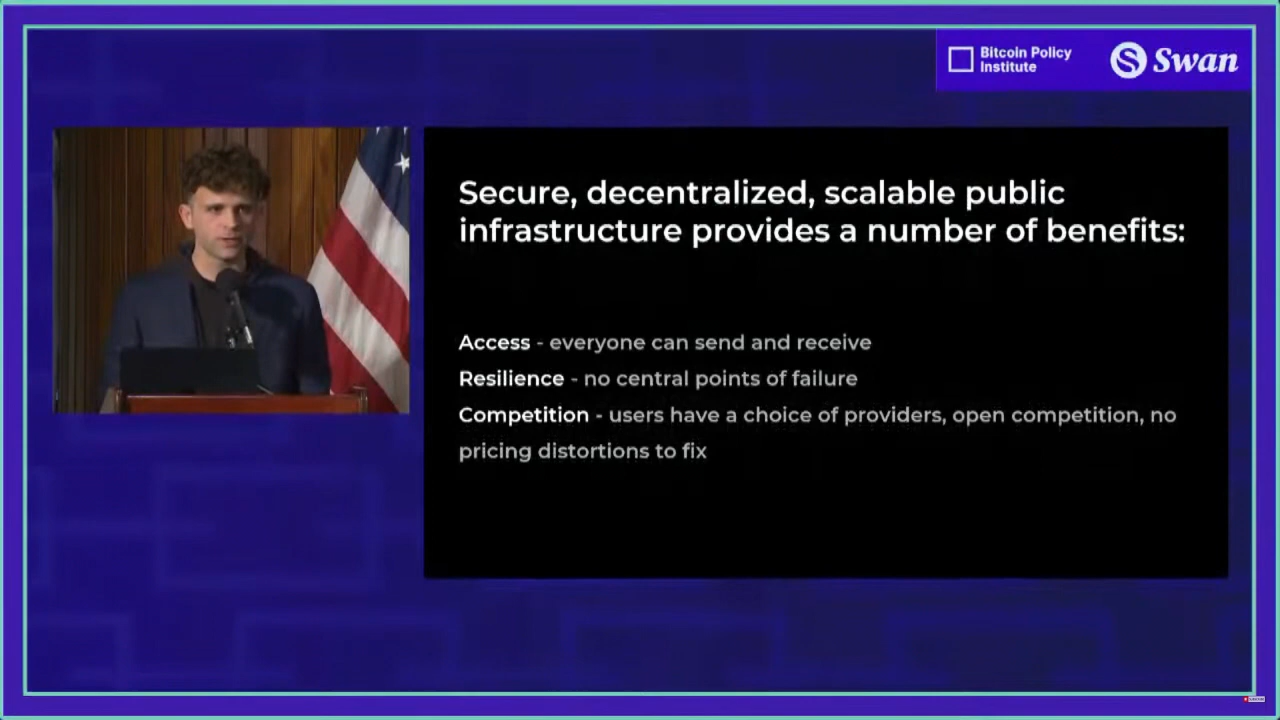 Bitcoin Policy
Institute
Swan
Secure, decentralized, scalable public
infrastructure provides a number of benefits:
Access - everyone can send and receive
Resilience - no central points of failure
Competition - users have a choice of providers, open competition, no
pricing distortions to fix